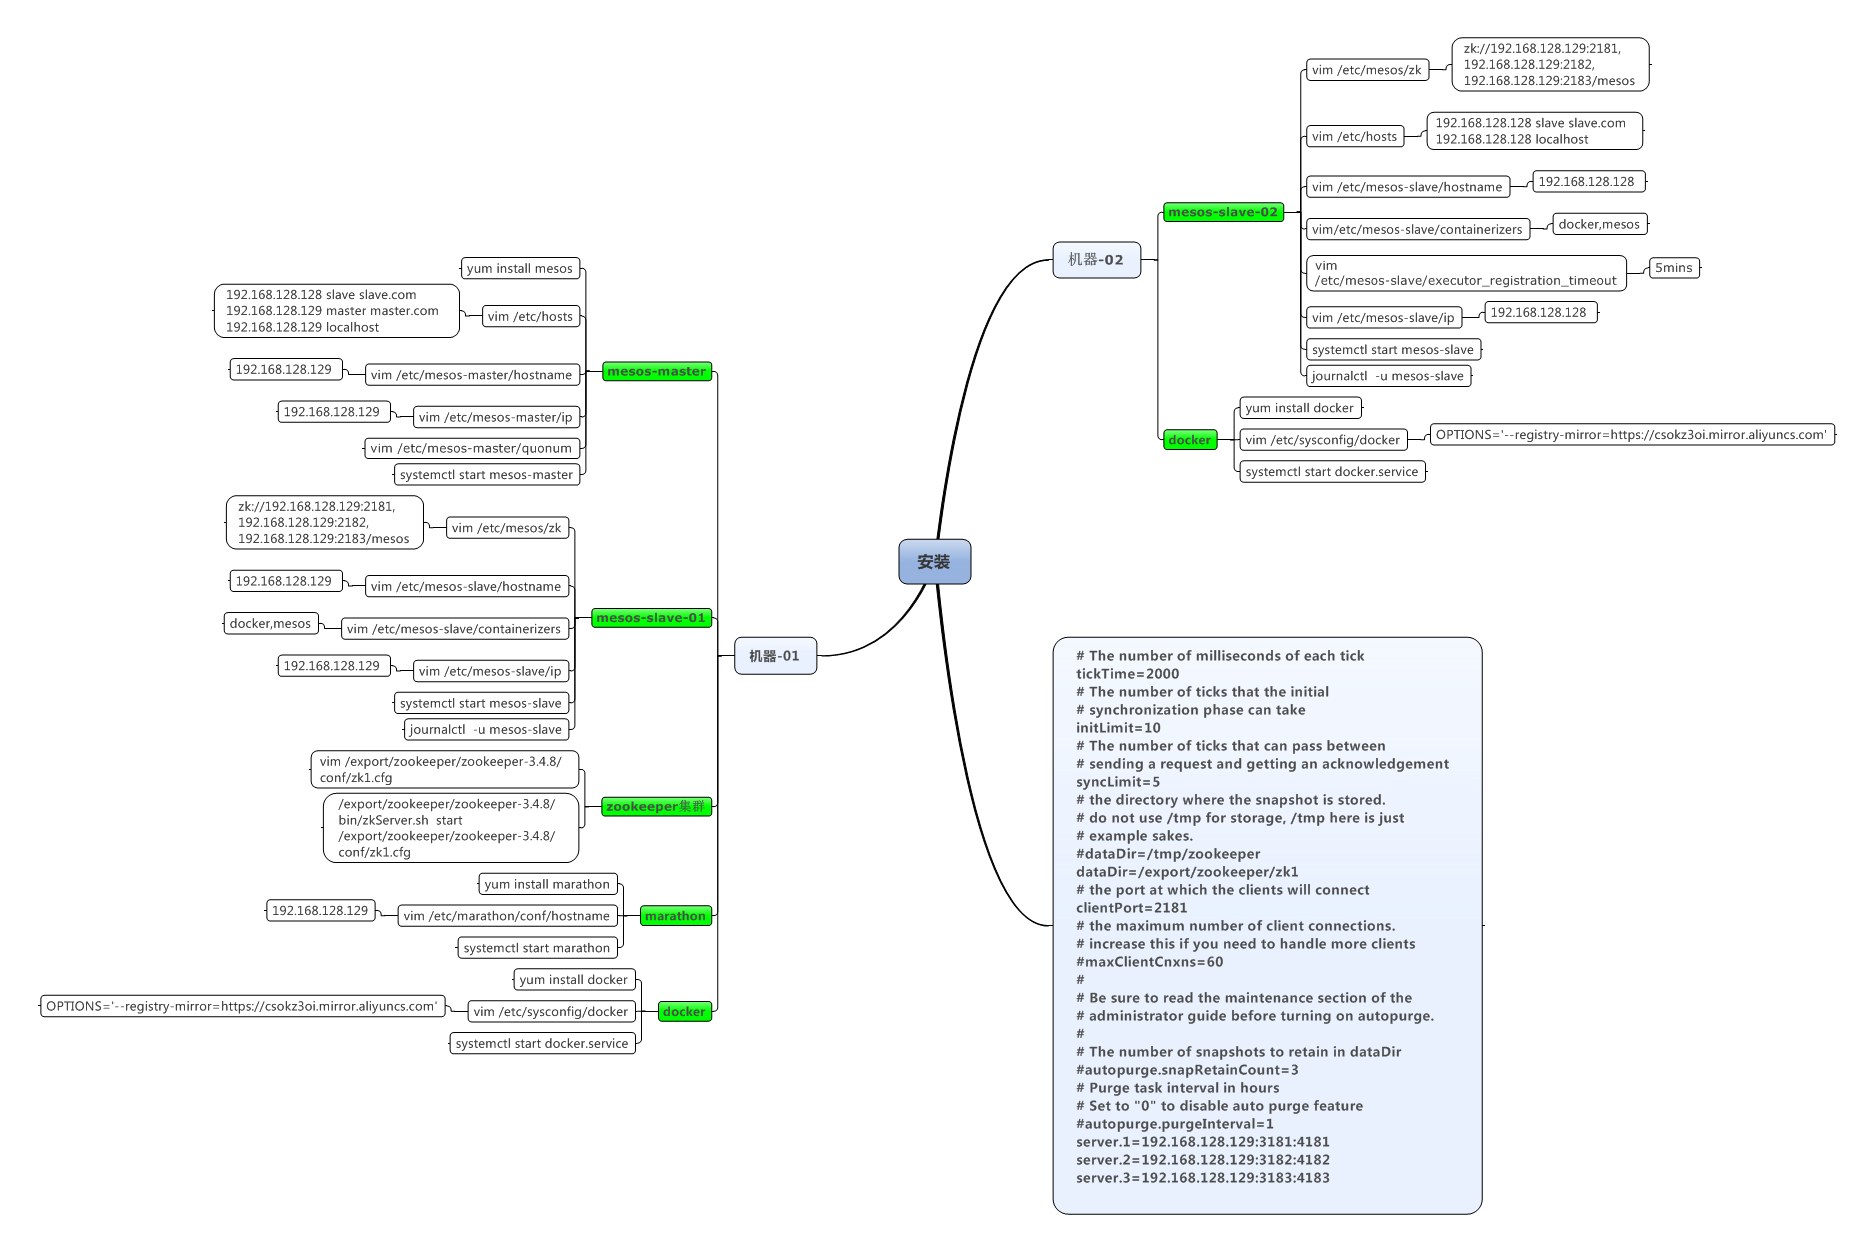 安装
机器-02
mesos-slave-02
vim /etc/mesos/zk
zk://192.168.128.129:2181,
192.168.128.129:2182,
192.168.128.129:2183/mesos
vim /etc/hosts
192.168.128.128 slave slave.com
192.168.128.128 localhost
vim /etc/mesos-slave/hostname
192.168.128.128
vim/etc/mesos-slave/containerizers
docker,mesos
vim
/etc/mesos-slave/executor_registration_timeout
5mins
vim /etc/mesos-slave/ip
192.168.128.128
systemctl start mesos-slave
journalctl  -u mesos-slave
docker
yum install docker
vim /etc/sysconfig/docker
OPTIONS='--registry-mirror=https://csokz3oi.mirror.aliyuncs.com'
systemctl start docker.service
# The number of milliseconds of each tick
tickTime=2000
# The number of ticks that the initial
# synchronization phase can take
initLimit=10
# The number of ticks that can pass between
# sending a request and getting an acknowledgement
syncLimit=5
# the directory where the snapshot is stored.
# do not use /tmp for storage, /tmp here is just
# example sakes.
#dataDir=/tmp/zookeeper
dataDir=/export/zookeeper/zk1
# the port at which the clients will connect
clientPort=2181
# the maximum number of client connections.
# increase this if you need to handle more clients
#maxClientCnxns=60
#
# Be sure to read the maintenance section of the
# administrator guide before turning on autopurge.
#
# The number of snapshots to retain in dataDir
#autopurge.snapRetainCount=3
# Purge task interval in hours
# Set to "0" to disable auto purge feature
#autopurge.purgeInterval=1
server.1=192.168.128.129:3181:4181
server.2=192.168.128.129:3182:4182
server.3=192.168.128.129:3183:4183
机器-01
mesos-master
yum install mesos
vim /etc/hosts
192.168.128.128 slave slave.com
192.168.128.129 master master.com
192.168.128.129 localhost
vim /etc/mesos-master/hostname
192.168.128.129
vim /etc/mesos-master/ip
192.168.128.129
vim /etc/mesos-master/quonum
systemctl start mesos-master
mesos-slave-01
vim /etc/mesos/zk
zk://192.168.128.129:2181,
192.168.128.129:2182,
192.168.128.129:2183/mesos
vim /etc/mesos-slave/hostname
192.168.128.129
vim /etc/mesos-slave/containerizers
docker,mesos
vim /etc/mesos-slave/ip
192.168.128.129
systemctl start mesos-slave
journalctl  -u mesos-slave
zookeeper集群
vim /export/zookeeper/zookeeper-3.4.8/
conf/zk1.cfg
/export/zookeeper/zookeeper-3.4.8/
bin/zkServer.sh  start
/export/zookeeper/zookeeper-3.4.8/
conf/zk1.cfg
marathon
yum install marathon
vim /etc/marathon/conf/hostname
192.168.128.129
systemctl start marathon
docker
yum install docker
vim /etc/sysconfig/docker
OPTIONS='--registry-mirror=https://csokz3oi.mirror.aliyuncs.com'
systemctl start docker.service